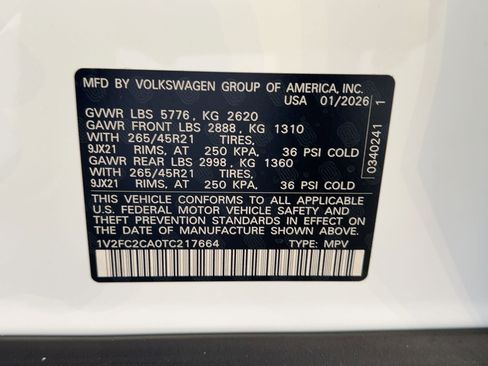 MFD BY VOLKSWAGEN GROUP OF AMERICA, INC.
USA 01/2026
GVWR LBS 5776, KG 2620
GAWR FRONT LBS 2888, KG 1310
WITH 265/45R21 TIRES,
9JX21 RIMS, AT 250 KPA, 36 PSI COLD
GAWR REAR LBS 2998, KG 1360
WITH 265/45R21 TIRES,
9JX21 RIMS, AT 250 KPA, 36 PSI COLD
THIS VEHICLE CONFORMS TO ALL APPLICABLE
U.S. FEDERAL MOTOR VEHICLE SAFETY AND
THEFT PREVENTION STANDARDS IN EFFECT ON
THE DATE OF MANUFACTURE SHOWN ABOVE.
1V2FC2CA0TC217664 TYPE: MPV
0340241 1